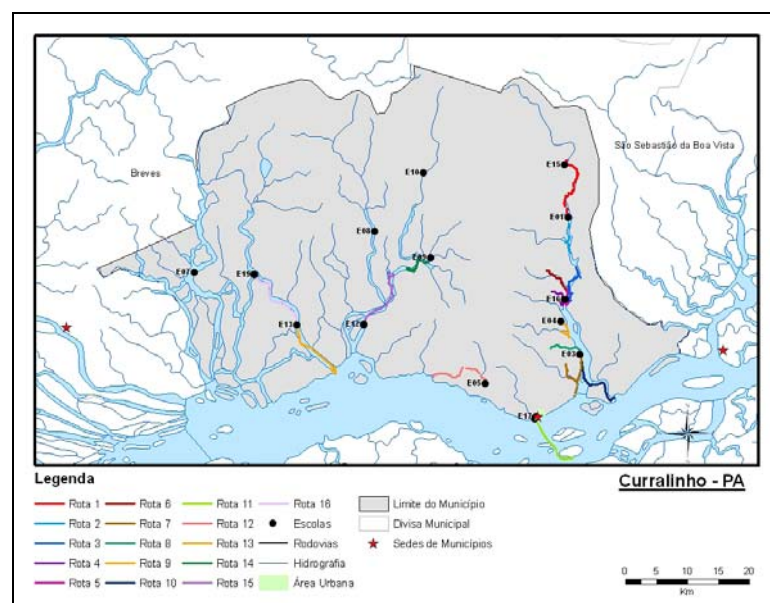 São Sebastião da Boa Vista
Breves
E15
E10
E01
E08
E09
E07
E19
E16
E13
E12
E04
E03
E05
E17
Legenda
Curralinho - PA
Rota 1
Rota 2
Rota 3
Rota 4
Rota 5
Rota 6
Rota 7
Rota 8
Rota 9
Rota 10
Rota 11
Rota 12
Rota 13
Rota 14
Rota 15
Rota 16
Escolas
Rodovias
Hidrografia
Área Urbana
Limite do Município
Divisa Municipal
Sedes de Municípios
0 5 10 15 20
Km